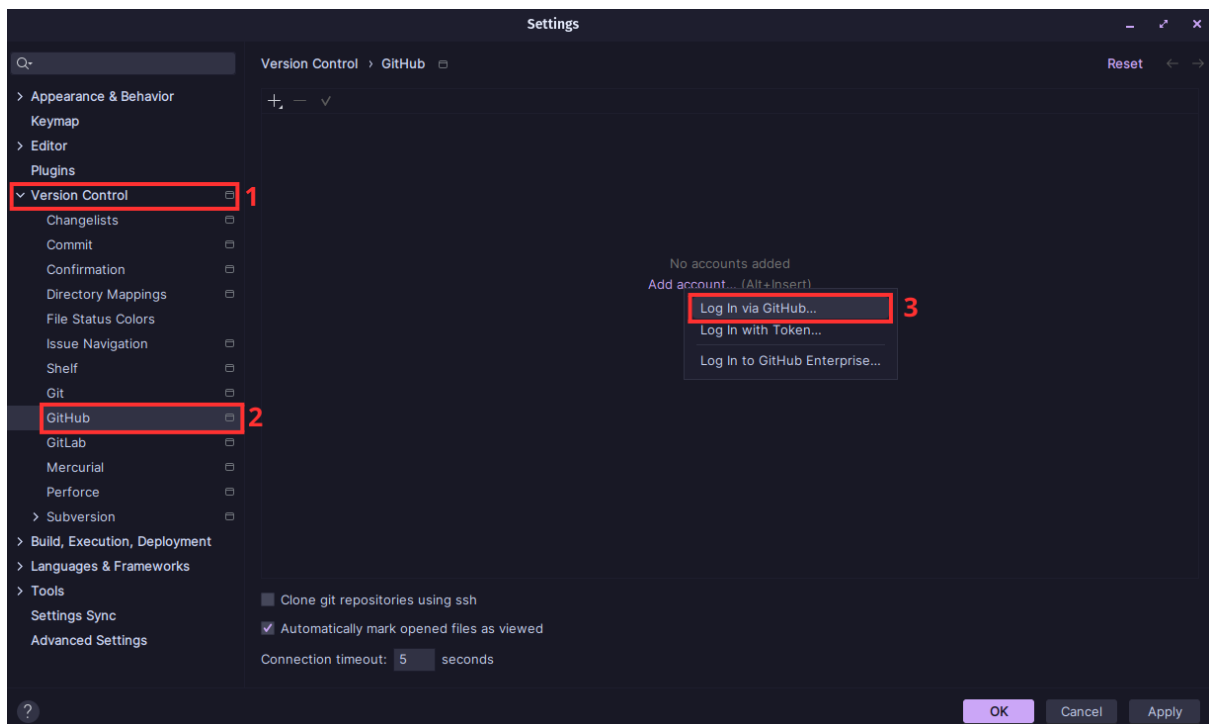 Settings
Version Control › GitHub
Reset
Appearance & Behavior
Keymap
Editor
Plugins
Version Control
1
Changelists
Commit
Confirmation
Directory Mappings
File Status Colors
Issue Navigation
Shelf
Git
GitHub
2
GitLab
Mercurial
Perforce
Subversion
Build, Execution, Deployment
Languages & Frameworks
Tools
Settings Sync
Advanced Settings
No accounts added
Add account... (Alt+Insert)
Log In via GitHub...
3
Log In with Token...
Log In to GitHub Enterprise...
Clone git repositories using ssh
Automatically mark opened files as viewed
Connection timeout: 5 seconds
?
OK
Cancel
Apply